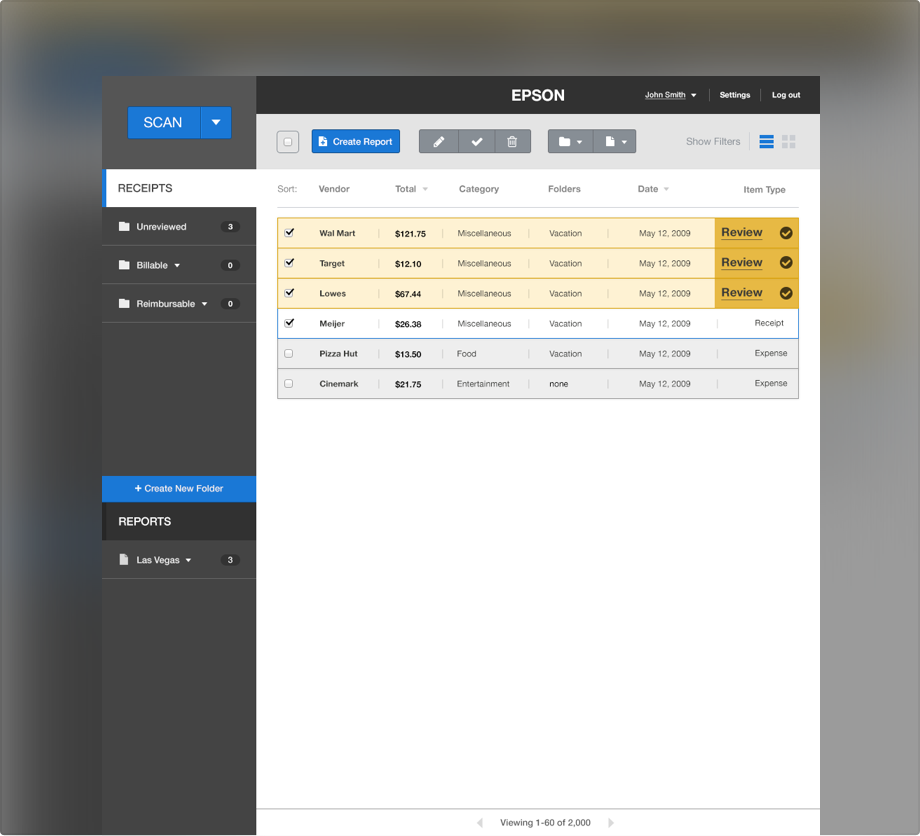 EPSON
John Smith
Settings
Log out
SCAN
Create Report
Show Filters
RECEIPTS
Unreviewed 3
Billable 0
Reimbursable 0
+ Create New Folder
REPORTS
Las Vegas 3
Sort: Vendor Total Category Folders Date Item Type
Wal Mart $121.75 Miscellaneous Vacation May 12, 2009 Review
Target $12.10 Miscellaneous Vacation May 12, 2009 Review
Lowes $67.44 Miscellaneous Vacation May 12, 2009 Review
Meijer $26.38 Miscellaneous Vacation May 12, 2009 Receipt
Pizza Hut $13.50 Food Vacation May 12, 2009 Expense
Cinemark $21.75 Entertainment none May 12, 2009 Expense
Viewing 1-60 of 2,000